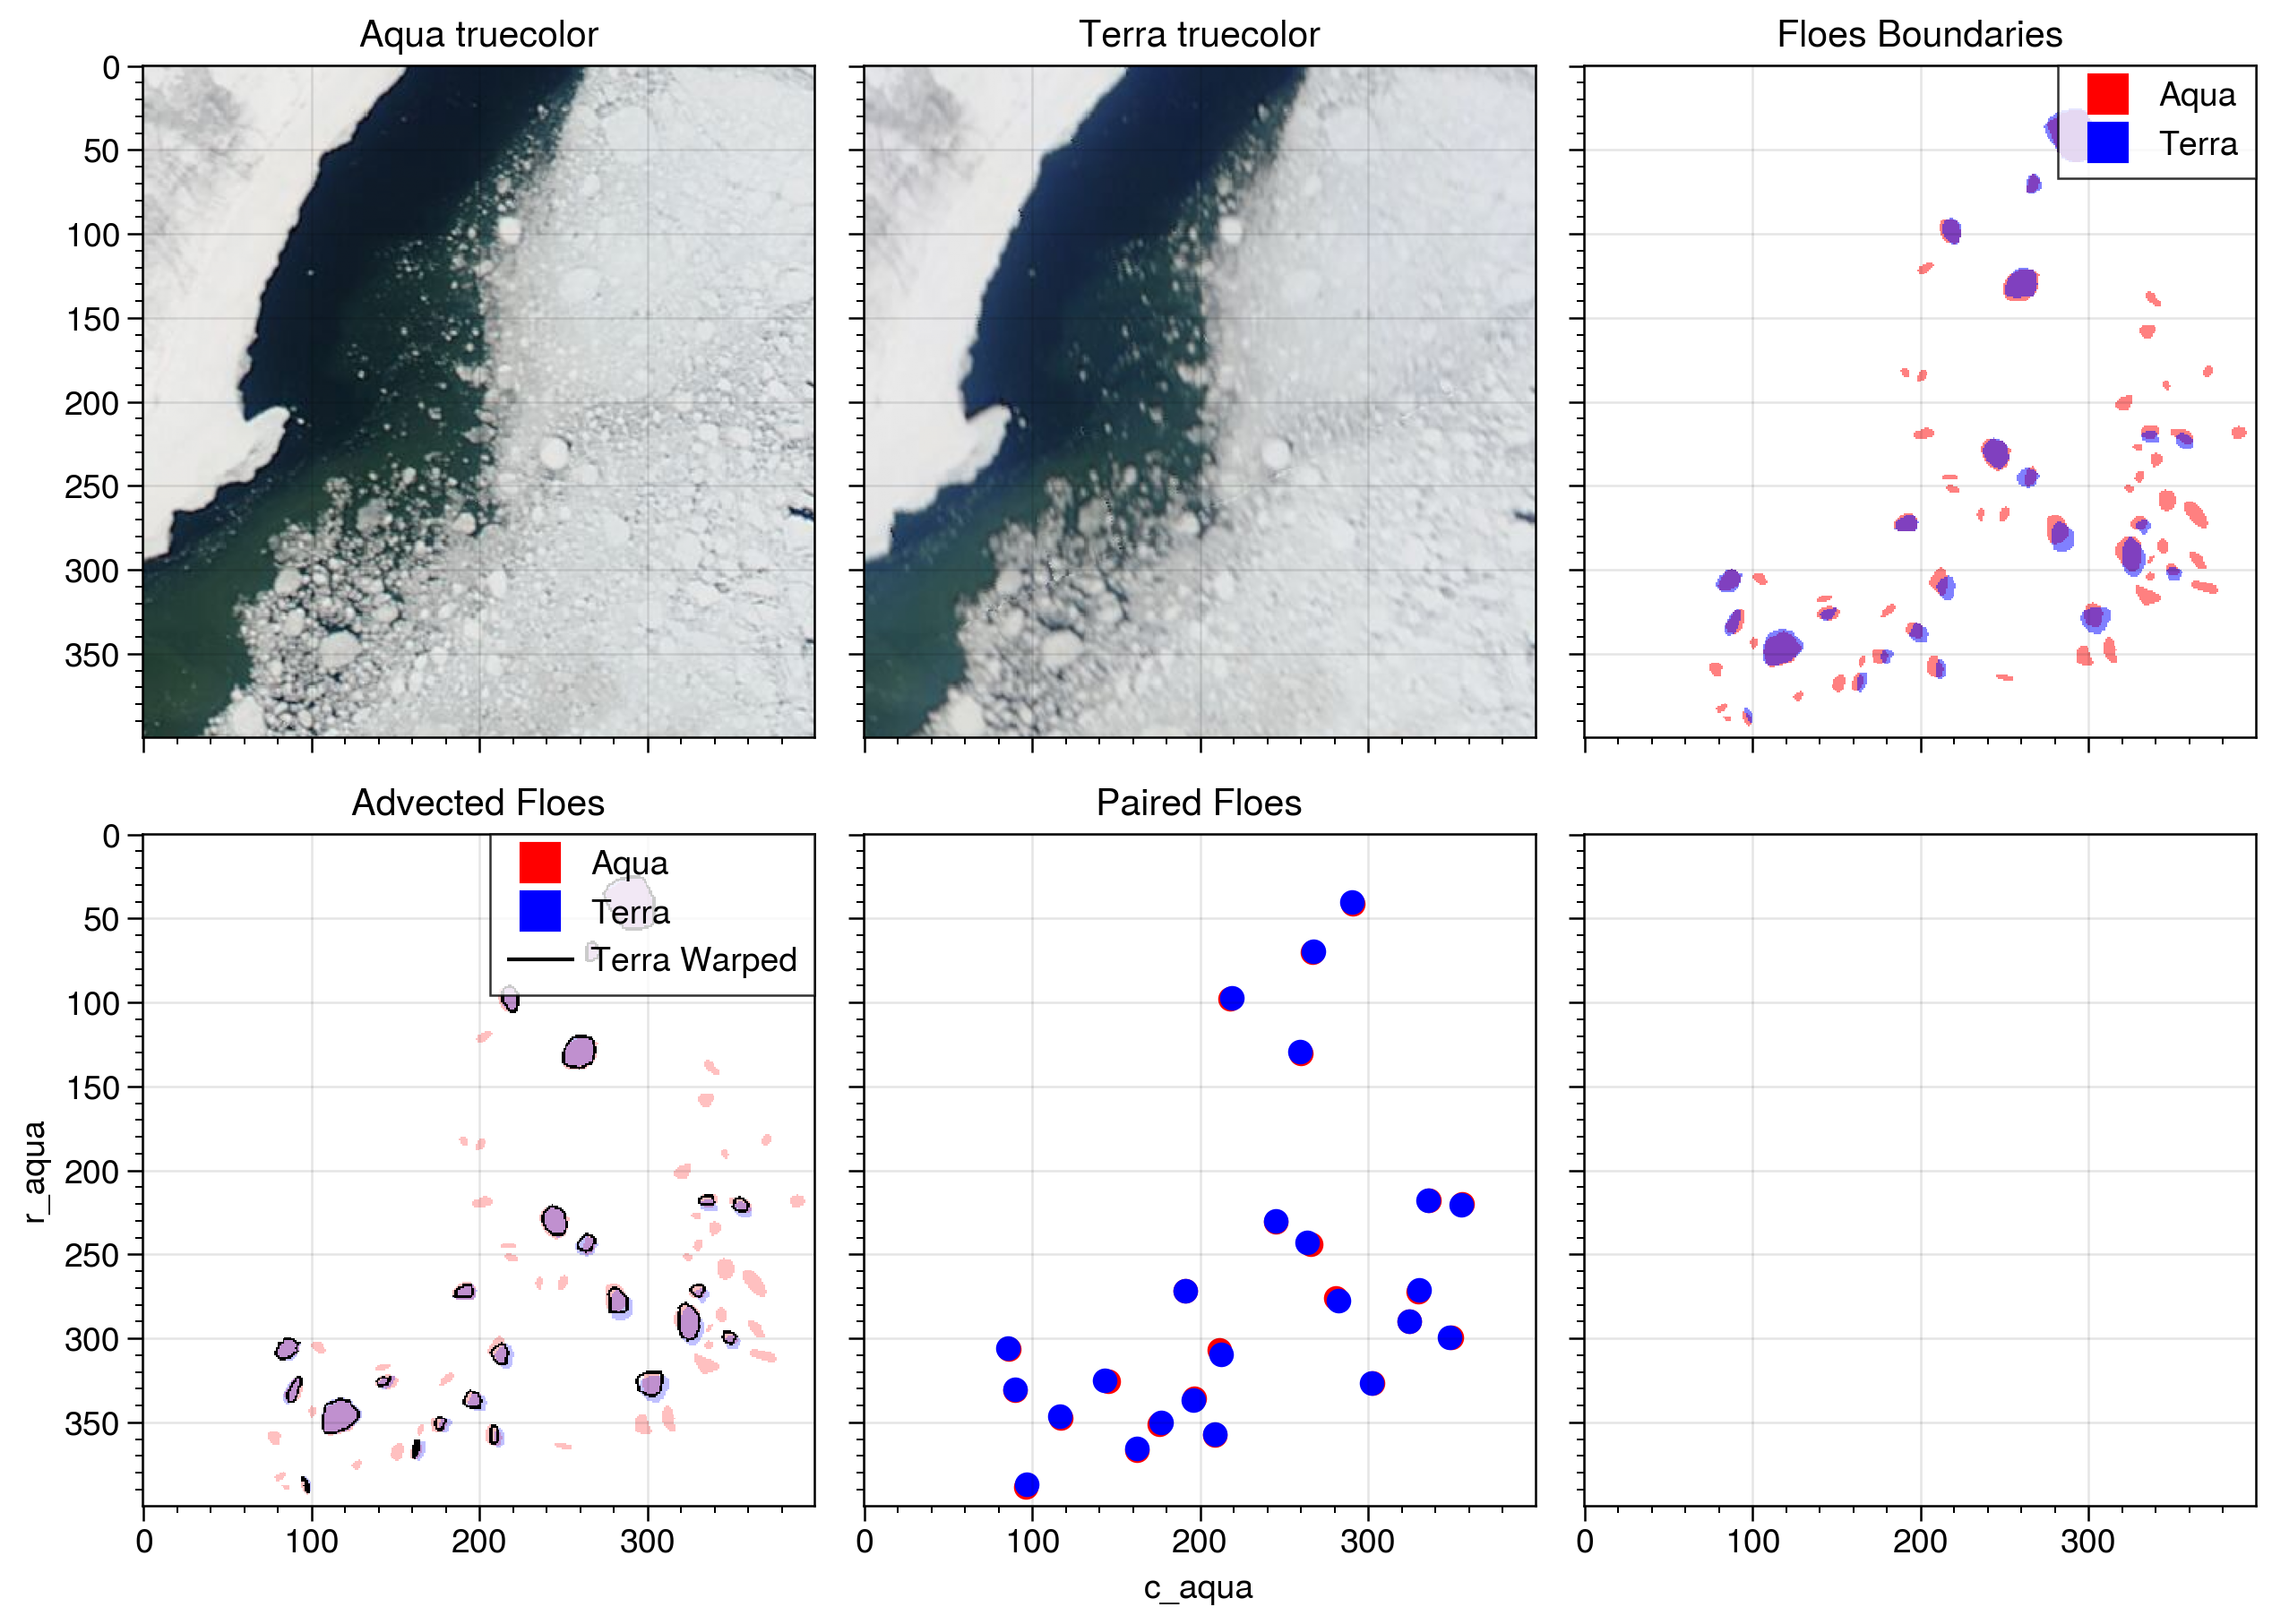 Aqua truecolor
Terra truecolor
Floes Boundaries
0
50
100
150
200
250
300
350
Aqua
Terra
Advected Floes
Paired Floes
0
50
100
150
200
250
300
350
r_aqua
Aqua
Terra
Terra Warped
0 100 200 300
0 100 200 300
0 100 200 300
c_aqua